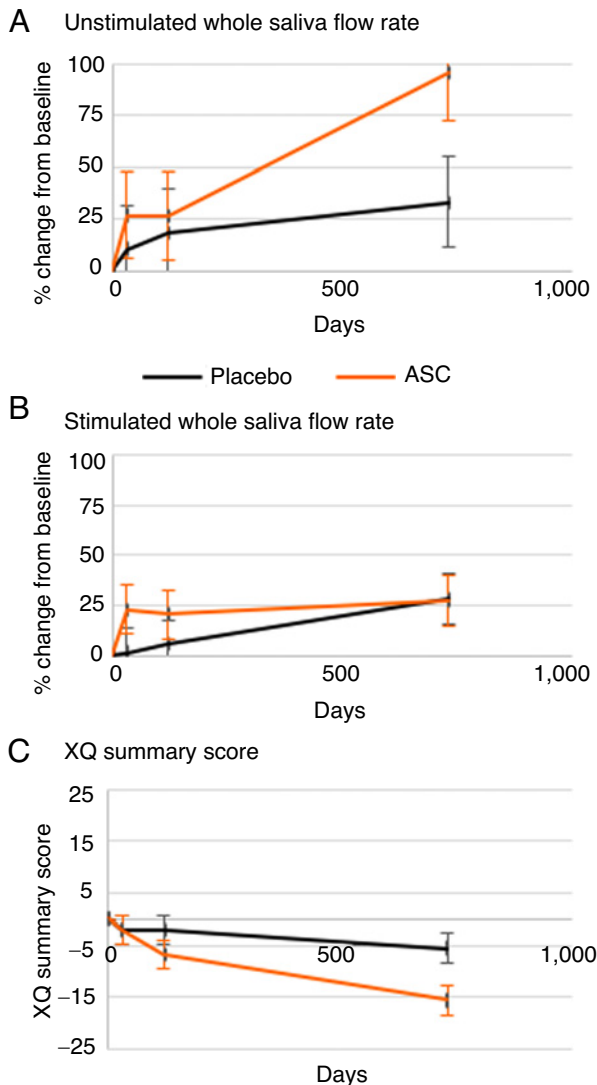 A Unstimulated whole saliva flow rate
% change from baseline
100
75
50
25
0
0 500 1,000
Days
Placebo ASC
B Stimulated whole saliva flow rate
% change from baseline
100
75
50
25
0
0 500 1,000
Days
C XQ summary score
XQ summary score
25
15
5
−5
−15
−25
0 500 1,000
Days